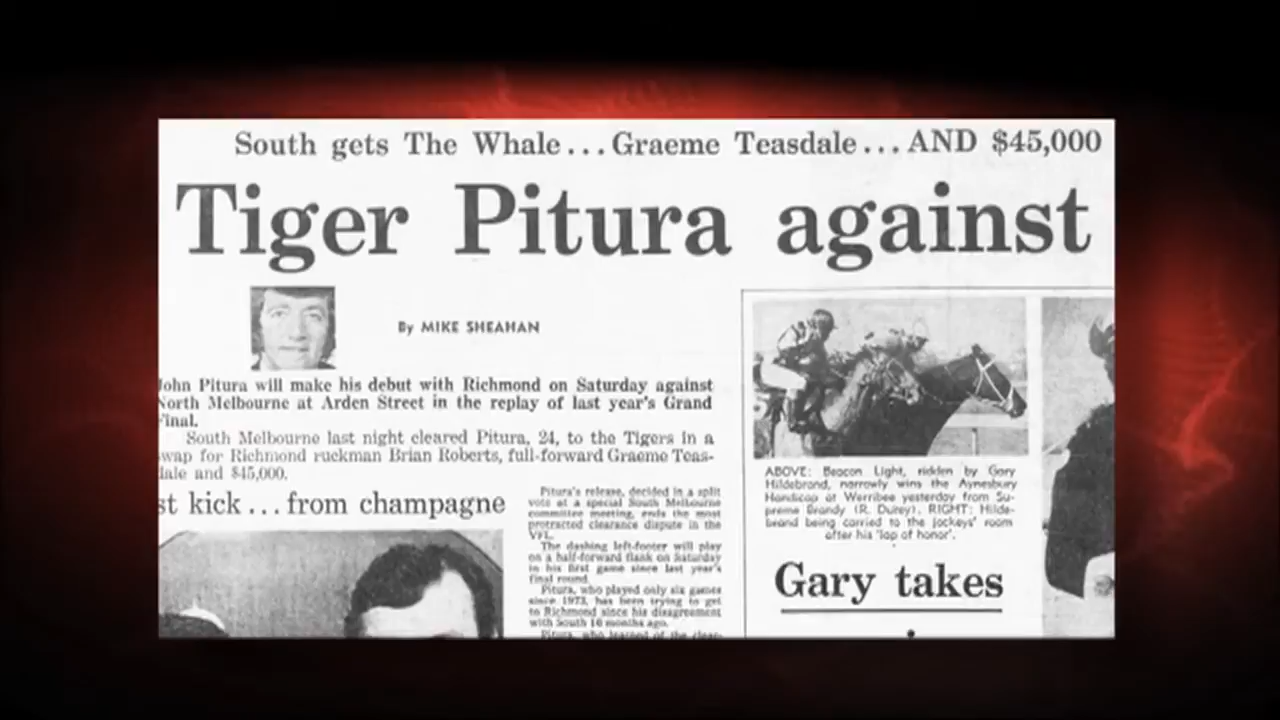 South gets The Whale...Graeme Teasdale...AND $45,000
Tiger Pitura against
By MIKE SHEAHAN
John Pitura will make his debut with Richmond on Saturday against
North Melbourne at Arden Street in the replay of last year's Grand
Final.
South Melbourne last night cleared Pitura, 24, to the Tigers in a
swap for Richmond ruckman Brian Roberts, full-forward Graeme Teas-
dale and $45,000.
st kick...from champagne
Pitura's release, decided in a split
vote at a special South Melbourne
committee meeting, ends the most
protracted clearance dispute in the
VFL.
The dashing left-footer will play
on a half-forward flank on Saturday
in his first game since last year's
final round.
Pitura, who played only six games
since 1973, has been trying to get
to Richmond since his disagreement
with South 16 months ago.
Pitura, who learned of the clear-
ABOVE: Beacon Light, ridden by Gary
Hildebrand, narrowly wins the Aynesbury
Handicap at Werribee yesterday from Su-
preme Brandy (R. Durey). RIGHT: Hilde-
brand being carried to the jockeys' room
after his 'lap of honor'.
Gary takes